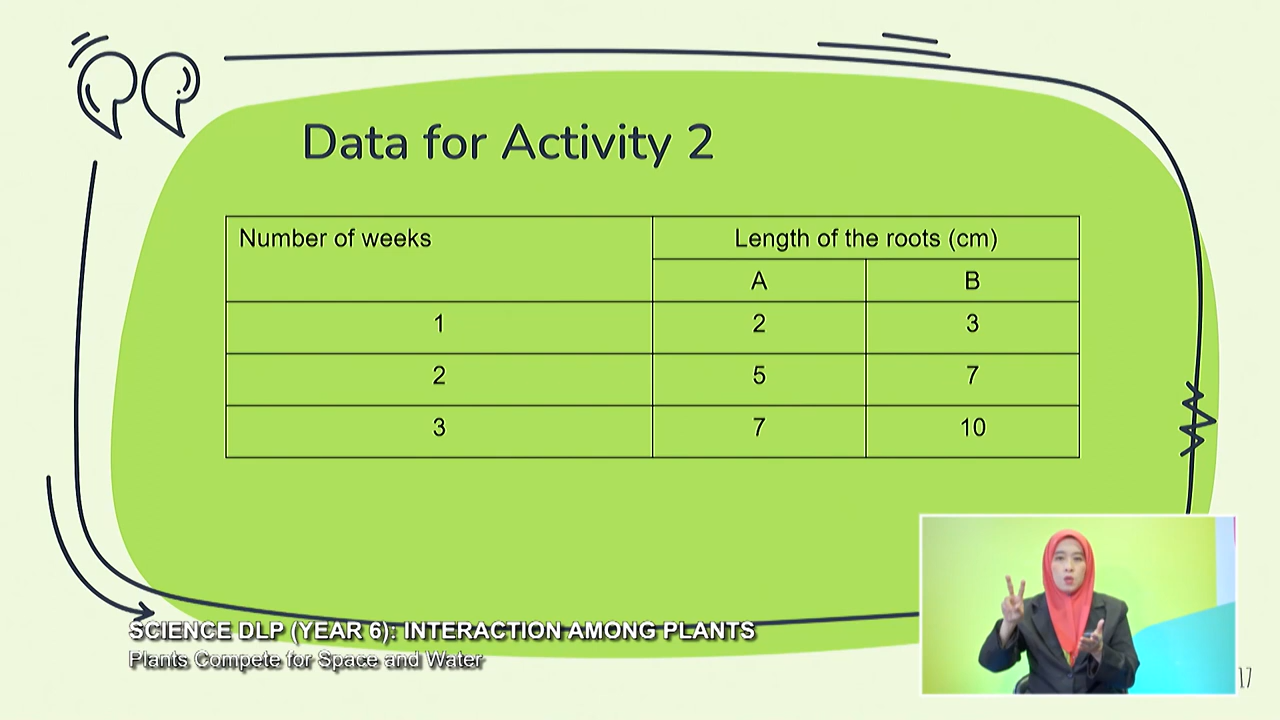 Data for Activity 2
Number of weeks
Length of the roots (cm)
A B
1 2 3
2 5 7
3 7 10
SCIENCE DLP (YEAR 6): INTERACTION AMONG PLANTS
Plants Compete for Space and Water
17